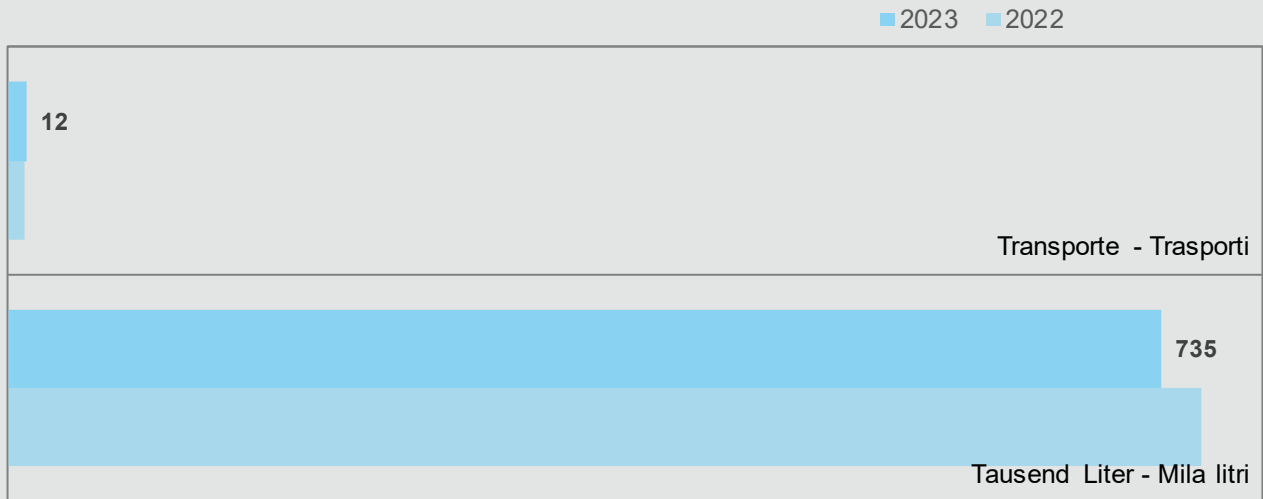 2023 2022
12
Transporte - Trasporti
735
Tausend Liter - Mila litri